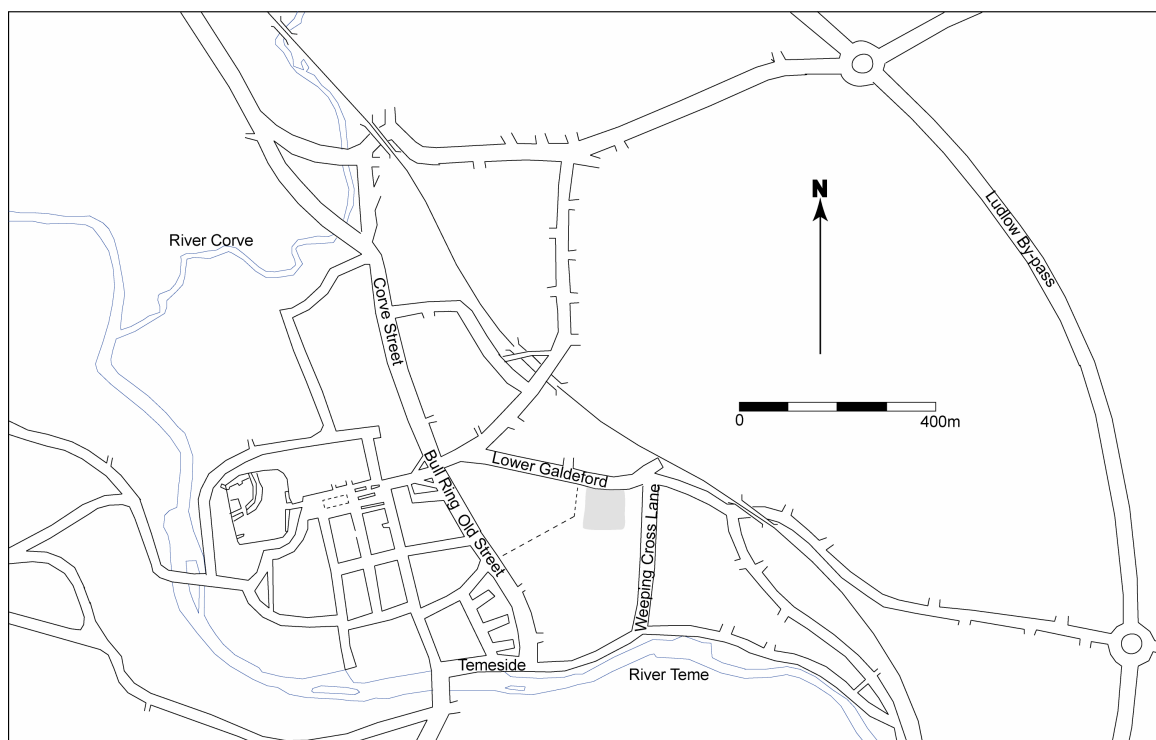 N
Ludlow By-pass
River Corve
Corve Street
0
400m
Bull Ring
Lower Galdeford
Old Street
Weeping Cross Lane
Temeside
River Teme